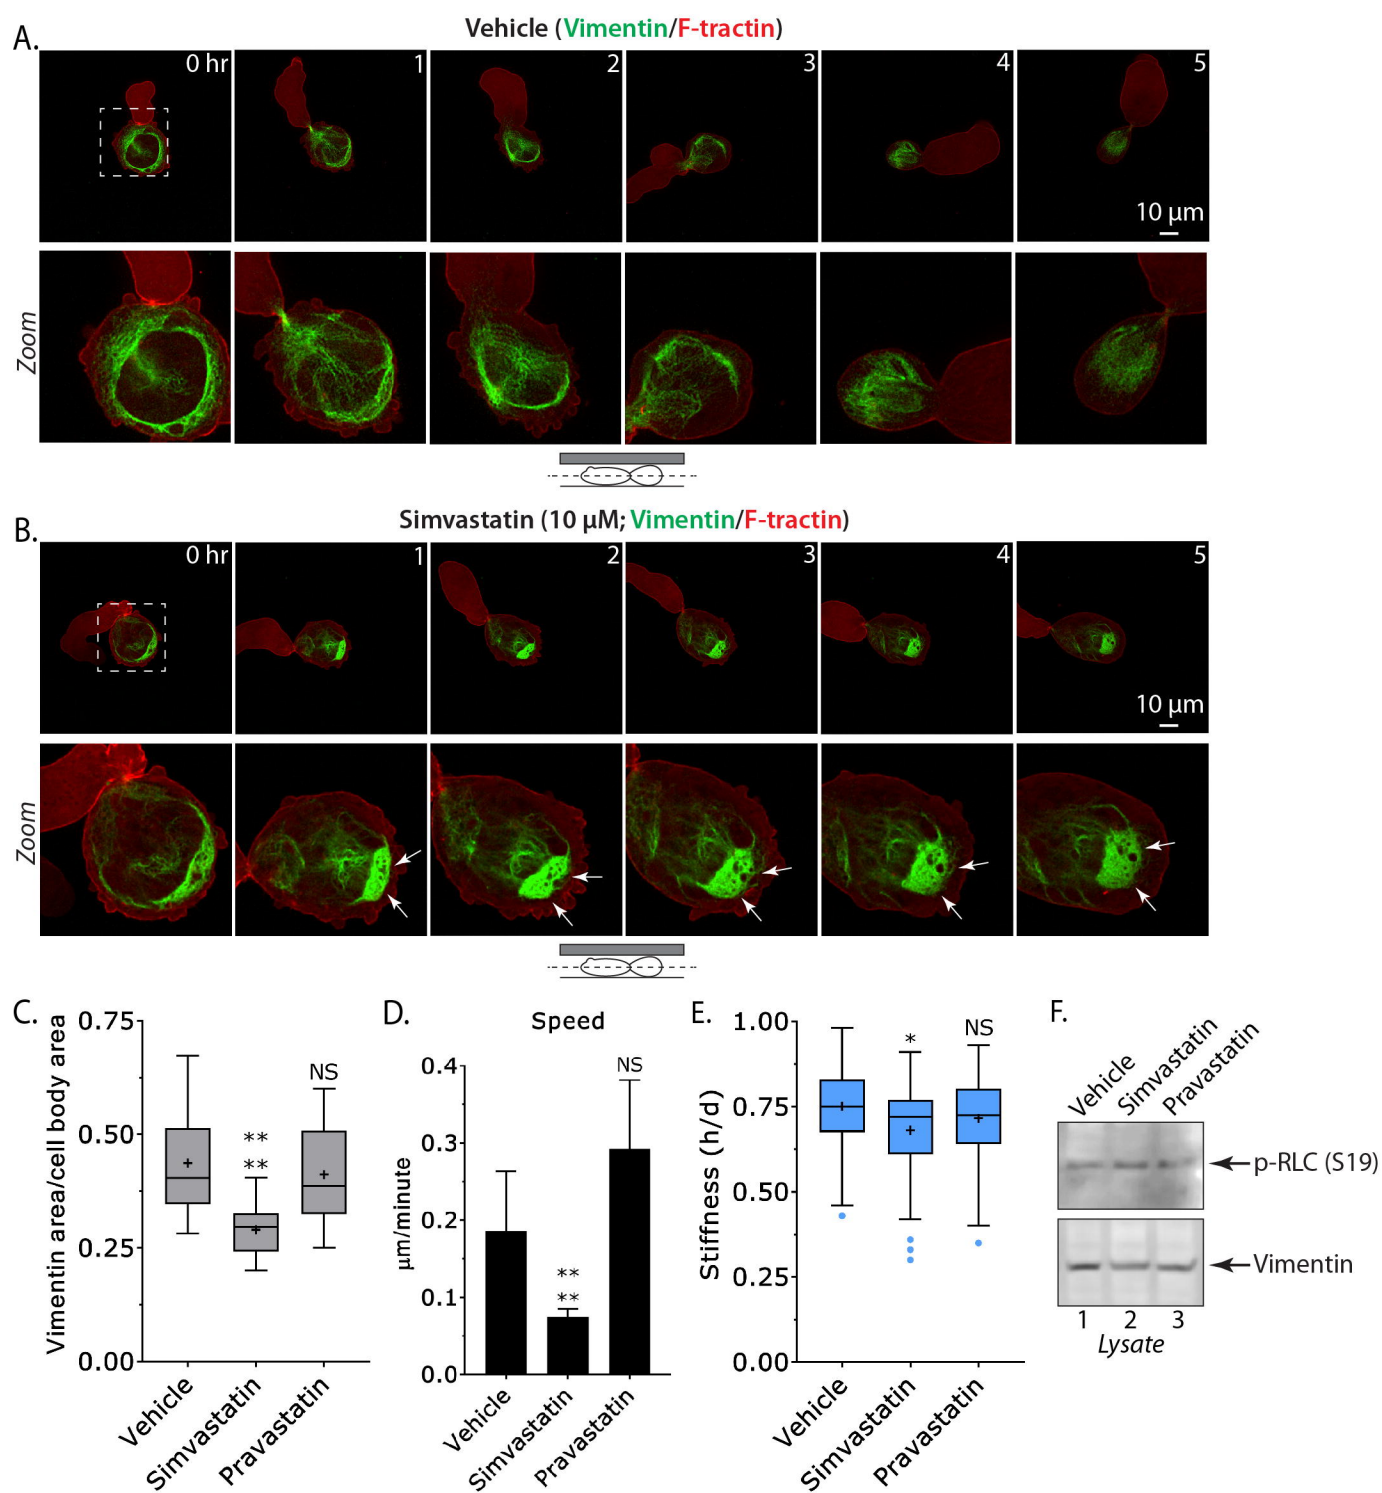 A.
Vehicle (Vimentin/F-tractin)
0 hr
1
2
3
4
5
10 µm
Zoom
B.
Simvastatin (10 µM; Vimentin/F-tractin)
0 hr
1
2
3
4
5
10 µm
Zoom
C.
Vimentin area/cell body area
0.75
0.50
0.25
0.00
**
**
NS
Vehicle
Simvastatin
Pravastatin
D.
Speed
µm/minute
0.4
0.3
0.2
0.1
0.0
**
**
NS
Vehicle
Simvastatin
Pravastatin
E.
Stiffness (h/d)
1.00
0.75
0.50
0.25
0.00
*
NS
Vehicle
Simvastatin
Pravastatin
F.
Vehicle
Simvastatin
Pravastatin
p-RLC (S19)
Vimentin
1 2 3
Lysate